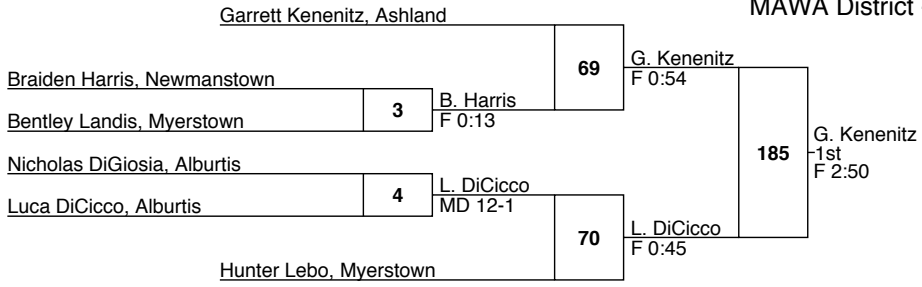 MAWA District
Garrett Kenenitz, Ashland
69
G. Kenenitz
F 0:54
Braiden Harris, Newmanstown
3
B. Harris
F 0:13
Bentley Landis, Myerstown
185
G. Kenenitz
1st
F 2:50
Nicholas DiGiosia, Alburtis
4
L. DiCicco
MD 12-1
Luca DiCicco, Alburtis
70
L. DiCicco
F 0:45
Hunter Lebo, Myerstown